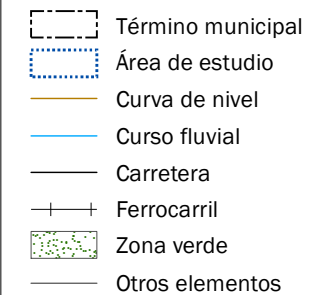 Término municipal
Área de estudio
Curva de nivel
Curso fluvial
Carretera
Ferrocarril
Zona verde
Otros elementos